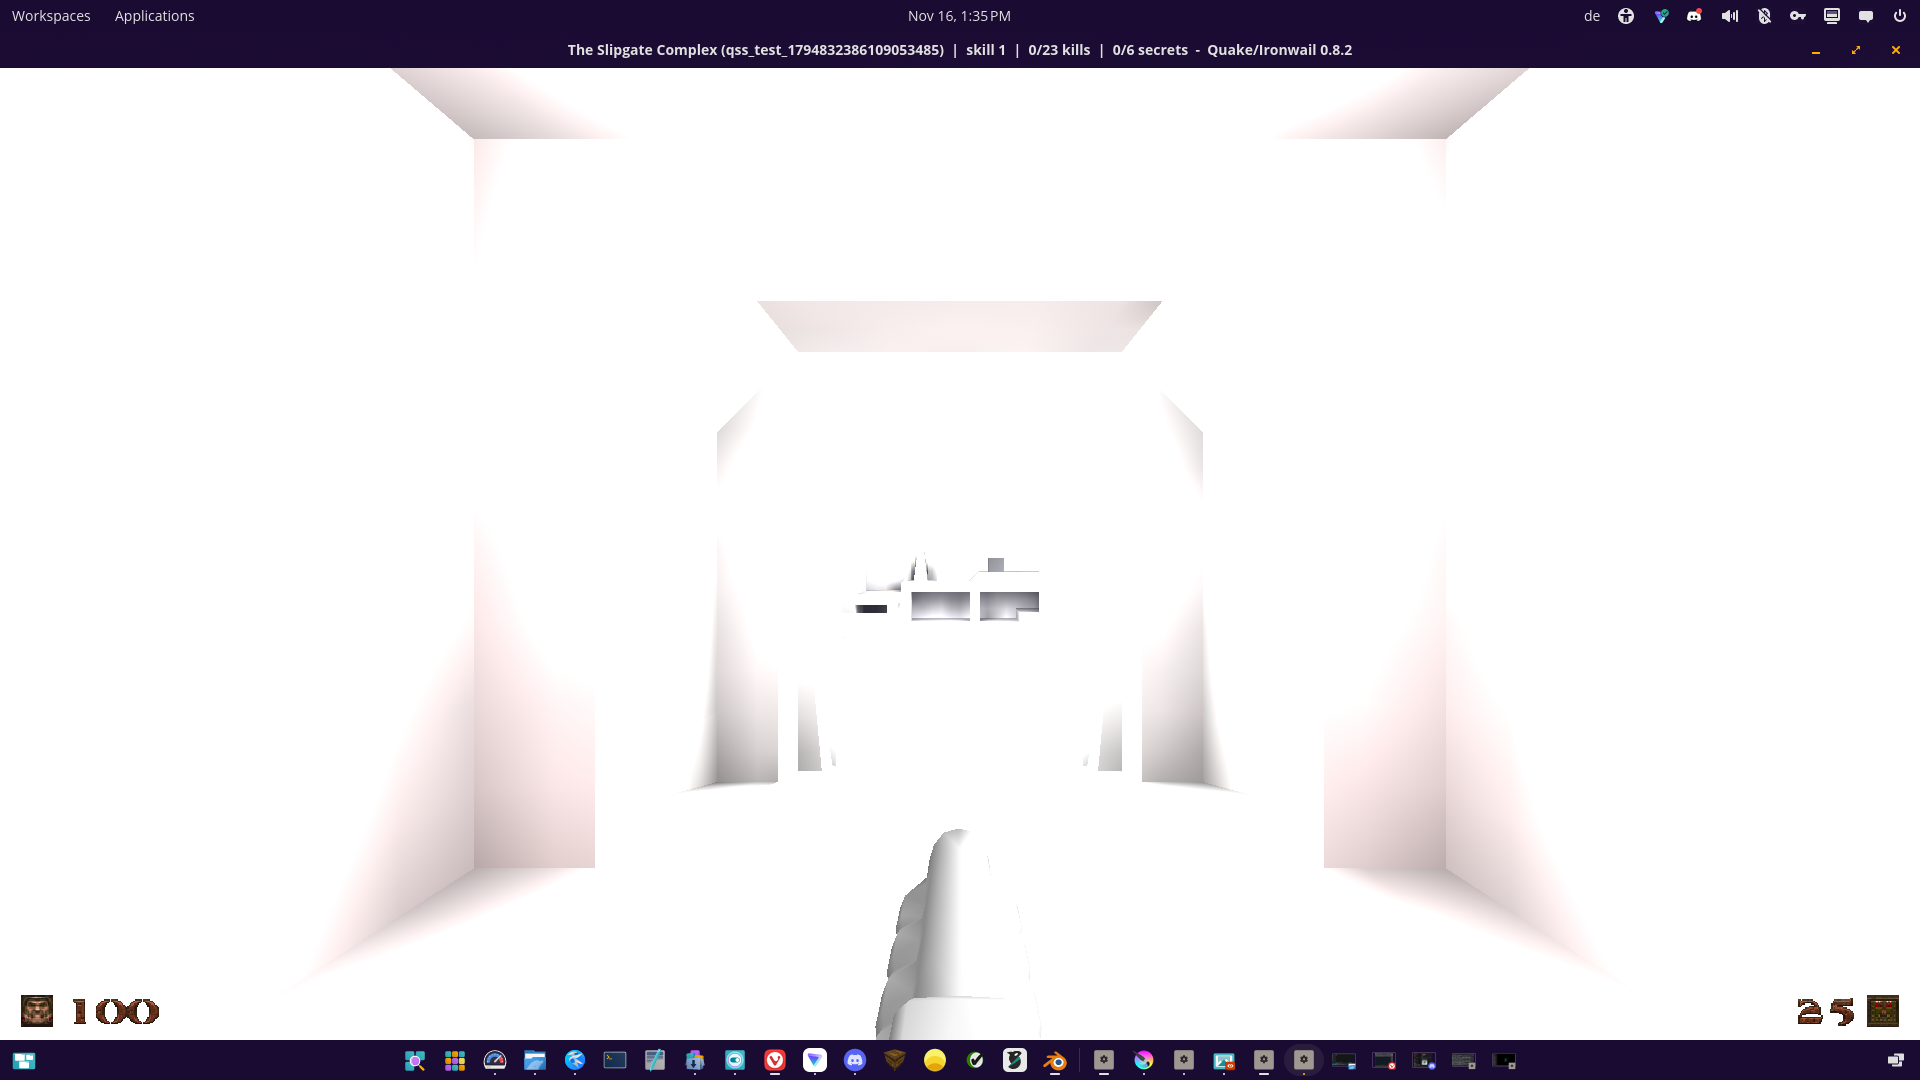 Workspaces Applications Nov 16, 1:35 PM de
The Slipgate Complex (qss_test_1794832386109053485) | skill 1 | 0/23 kills | 0/6 secrets - Quake/Ironwail 0.8.2
100 25